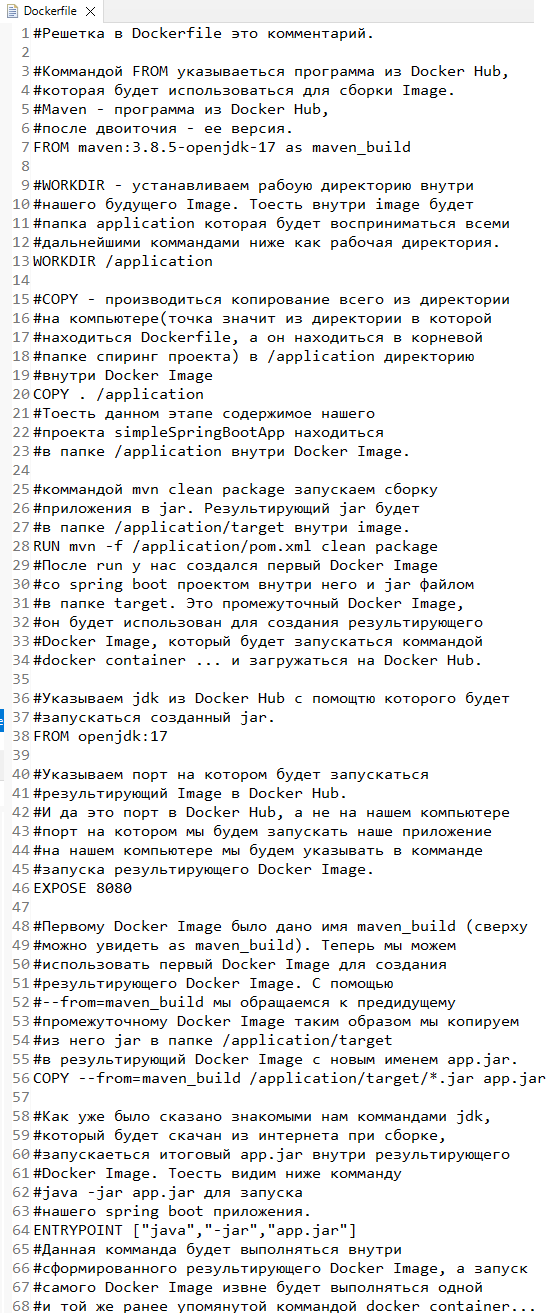 Dockerfile
1 #Решетка в Dockerfile это комментарий.
2
3 #Коммандой FROM указываеться программа из Docker Hub,
4 #которая будет использоваться для сборки Image.
5 #Maven - программа из Docker Hub,
6 #после двоиточия - ее версия.
7 FROM maven:3.8.5-openjdk-17 as maven_build
8
9 #WORKDIR - устанавливаем рабоую директорию внутри
10 #нашего будущего Image. Тоесть внутри image будет
11 #папка application которая будет восприниматься всеми
12 #дальнейшими коммандами ниже как рабочая директория.
13 WORKDIR /application
14
15 #COPY - производиться копирование всего из директории
16 #на компьютере(точка значит из директории в которой
17 #находиться Dockerfile, а он находиться в корневой
18 #папке спиринг проекта) в /application директорию
19 #внутри Docker Image
20 COPY . /application
21 #Тоесть данном этапе содержимое нашего
22 #проекта simpleSpringBootApp находиться
23 #в папке /application внутри Docker Image.
24
25 #коммандой mvn clean package запускаем сборку
26 #приложения в jar. Результирующий jar будет
27 #в папке /application/target внутри image.
28 RUN mvn -f /application/pom.xml clean package
29 #После run у нас создался первый Docker Image
30 #со spring boot проектом внутри него и jar файлом
31 #в папке target. Это промежуточный Docker Image,
32 #он будет использован для создания результирующего
33 #Docker Image, который будет запускаться коммандой
34 #docker container ... и загружаться на Docker Hub.
35
36 #Указываем jdk из Docker Hub с помощтю которого будет
37 #запускаться созданный jar.
38 FROM openjdk:17
39
40 #Указываем порт на котором будет запускаться
41 #результирующий Image в Docker Hub.
42 #И да это порт в Docker Hub, а не на нашем компьютере
43 #порт на котором мы будем запускать наше приложение
44 #на нашем компьютере мы будем указывать в комманде
45 #запуска результирующего Docker Image.
46 EXPOSE 8080
47
48 #Первому Docker Image было дано имя maven_build (сверху
49 #можно увидеть as maven_build). Теперь мы можем
50 #использовать первый Docker Image для создания
51 #результирующего Docker Image. С помощью
52 #--from=maven_build мы обращаемся к предидущему
53 #промежуточному Docker Image таким образом мы копируем
54 #из него jar в папке /application/target
55 #в результирующий Docker Image с новым именем app.jar.
56 COPY --from=maven_build /application/target/*.jar app.jar
57
58 #Как уже было сказано знакомыми нам коммандами jdk,
59 #который будет скачан из интернета при сборке,
60 #запускаеться итоговый app.jar внутри результирующего
61 #Docker Image. Тоесть видим ниже комманду
62 #java -jar app.jar для запуска
63 #нашего spring boot приложения.
64 ENTRYPOINT ["java","-jar","app.jar"]
65 #Данная комманда будет выполняться внутри
66 #сформированного результирующего Docker Image, а запуск
67 #самого Docker Image извне будет выполняться одной
68 #и той же ранее упомянутой коммандой docker container...